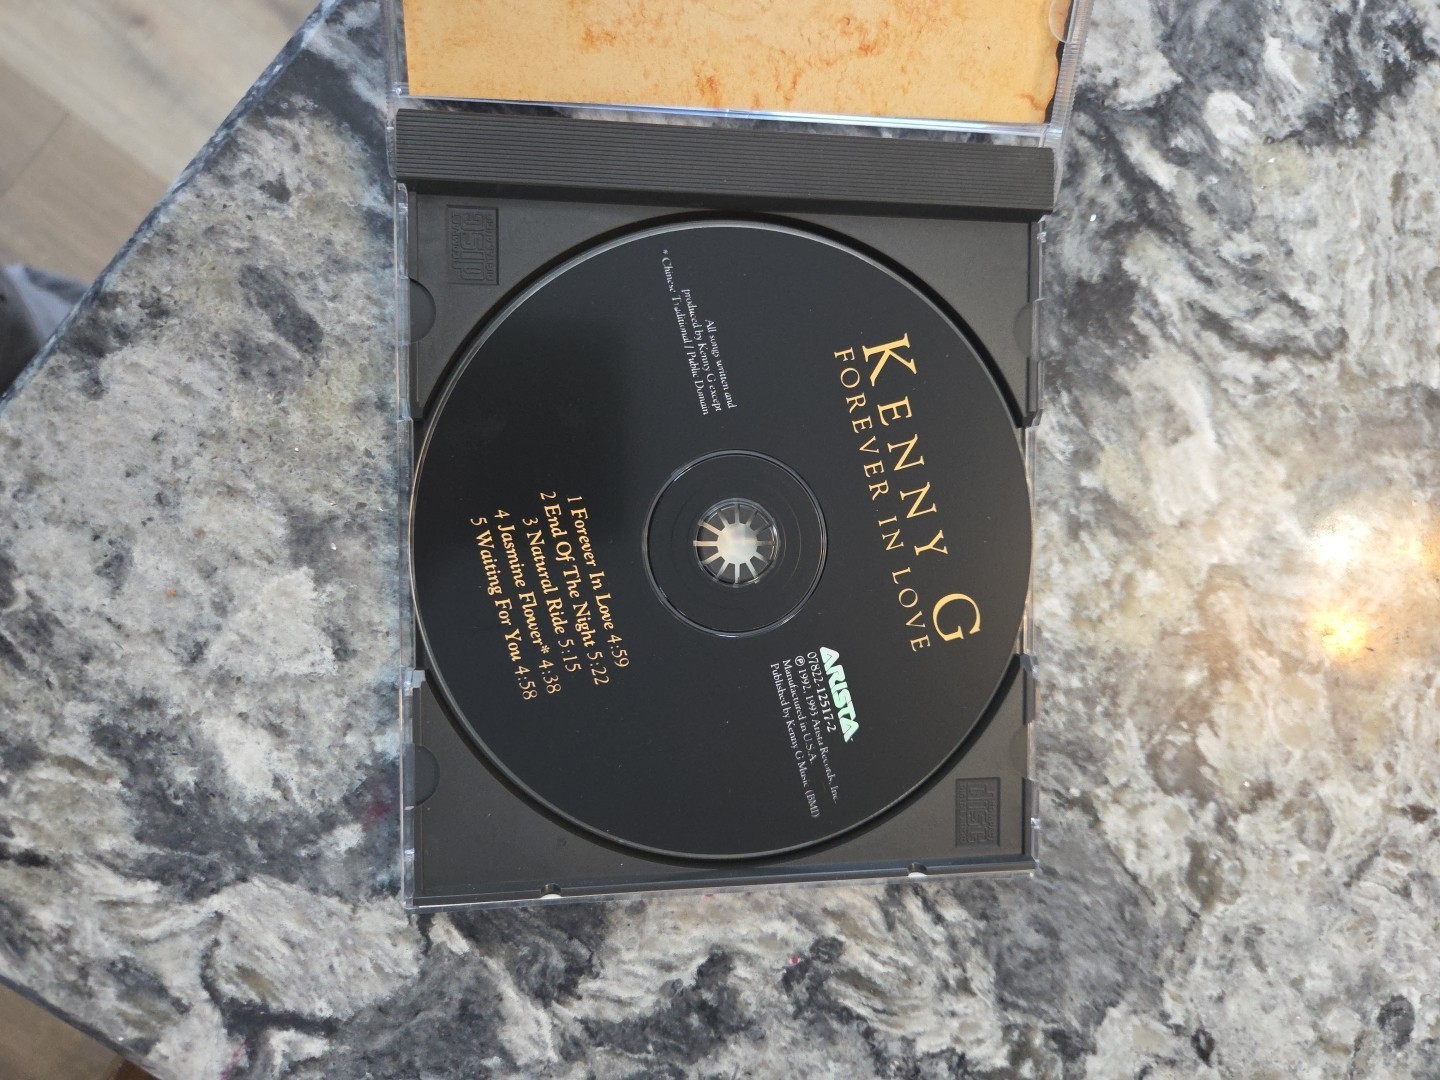 KENNY G
FOREVER IN LOVE
All songs written and
produced by Kenny G except
* Chinese Traditional / Public Domain
ARISTA
07822-12517-2
℗ 1992, 1993 Arista Records, Inc.
Manufactured in U.S.A.
Published by Kenny G Music (BMI)
1 Forever In Love 4:59
2 End Of The Night 5:22
3 Natural Ride 5:15
4 Jasmine Flower* 4:38
5 Waiting For You 4:58
disc